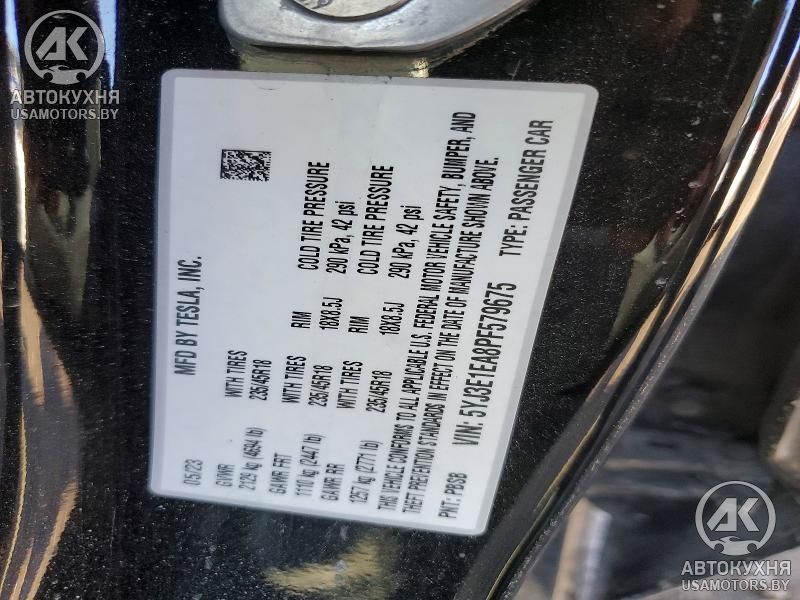 AK
АВТОКУХНЯ
USAMOTORS.BY
MFD BY TESLA, INC.
05/23
GVWR WITH TIRES RIM COLD TIRE PRESSURE
2129 kg (4694 lb) 235/45R18 18X8.5J 290 kPa, 42 psi
GAWR FRT WITH TIRES RIM COLD TIRE PRESSURE
1110 kg (2447 lb) 235/45R18 18X8.5J 290 kPa, 42 psi
GAWR RR
1257 kg (2771 lb) 235/45R18
THIS VEHICLE CONFORMS TO ALL APPLICABLE U.S. FEDERAL MOTOR VEHICLE SAFETY, BUMPER, AND
THEFT PREVENTION STANDARDS IN EFFECT ON THE DATE OF MANUFACTURE SHOWN ABOVE.
VIN: 5YJ3E1EA8PF579675
PNT: PBSB TYPE: PASSENGER CAR
AK
АВТОКУХНЯ
USAMOTORS.BY